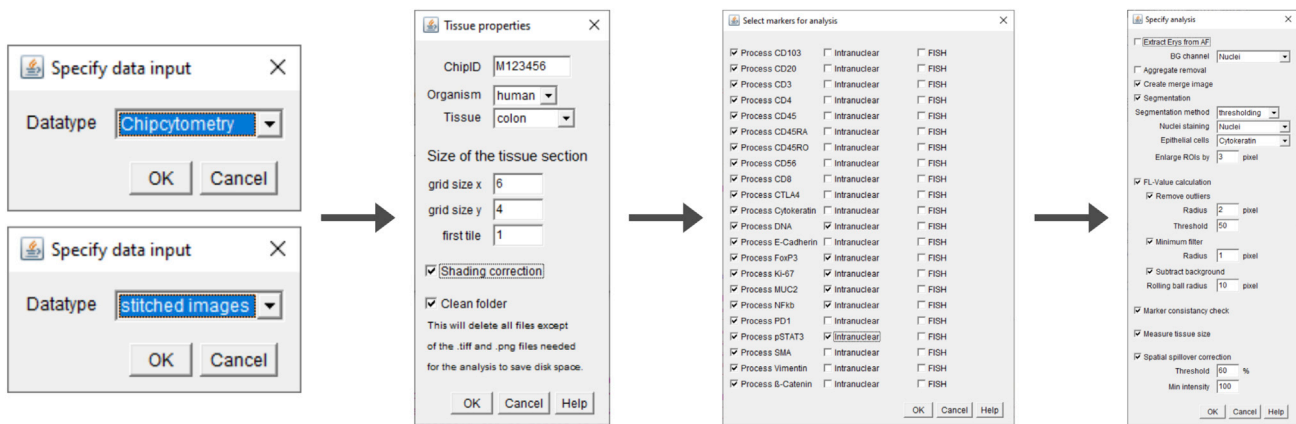 Specify data input
Datatype Chipcytometry
OK Cancel
Specify data input
Datatype stitched images
OK Cancel
Tissue properties
ChipID M123456
Organism human
Tissue colon
Size of the tissue section
grid size x 6
grid size y 4
first tile 1
Shading correction
Clean folder
This will delete all files except
of the .tiff and .png files needed
for the analysis to save disk space.
OK Cancel Help
Select markers for analysis
Process CD103 Intranuclear FISH
Process CD20 Intranuclear FISH
Process CD3 Intranuclear FISH
Process CD4 Intranuclear FISH
Process CD45 Intranuclear FISH
Process CD45RA Intranuclear FISH
Process CD45RO Intranuclear FISH
Process CD56 Intranuclear FISH
Process CD8 Intranuclear FISH
Process CTLA4 Intranuclear FISH
Process Cytokeratin Intranuclear FISH
Process DNA Intranuclear FISH
Process E-Cadherin Intranuclear FISH
Process FoxP3 Intranuclear FISH
Process Ki-67 Intranuclear FISH
Process MUC2 Intranuclear FISH
Process NFkb Intranuclear FISH
Process PD1 Intranuclear FISH
Process pSTAT3 Intranuclear FISH
Process SMA Intranuclear FISH
Process Vimentin Intranuclear FISH
Process ß-Catenin Intranuclear FISH
OK Cancel Help
Specify analysis
Extract Erys from AF
BG channel Nuclei
Aggregate removal
Create merge image
Segmentation
Segmentation method thresholding
Nuclei staining Nuclei
Epithelial cells Cytokeratin
Enlarge ROIs by 3 pixel
FL-Value calculation
Remove outliers
Radius 2 pixel
Threshold 50
Minimum filter
Radius 1 pixel
Subtract background
Rolling ball radius 10 pixel
Marker consistancy check
Measure tissue size
Spatial spillover correction
Threshold 60 %
Min intensity 100
OK Cancel Help